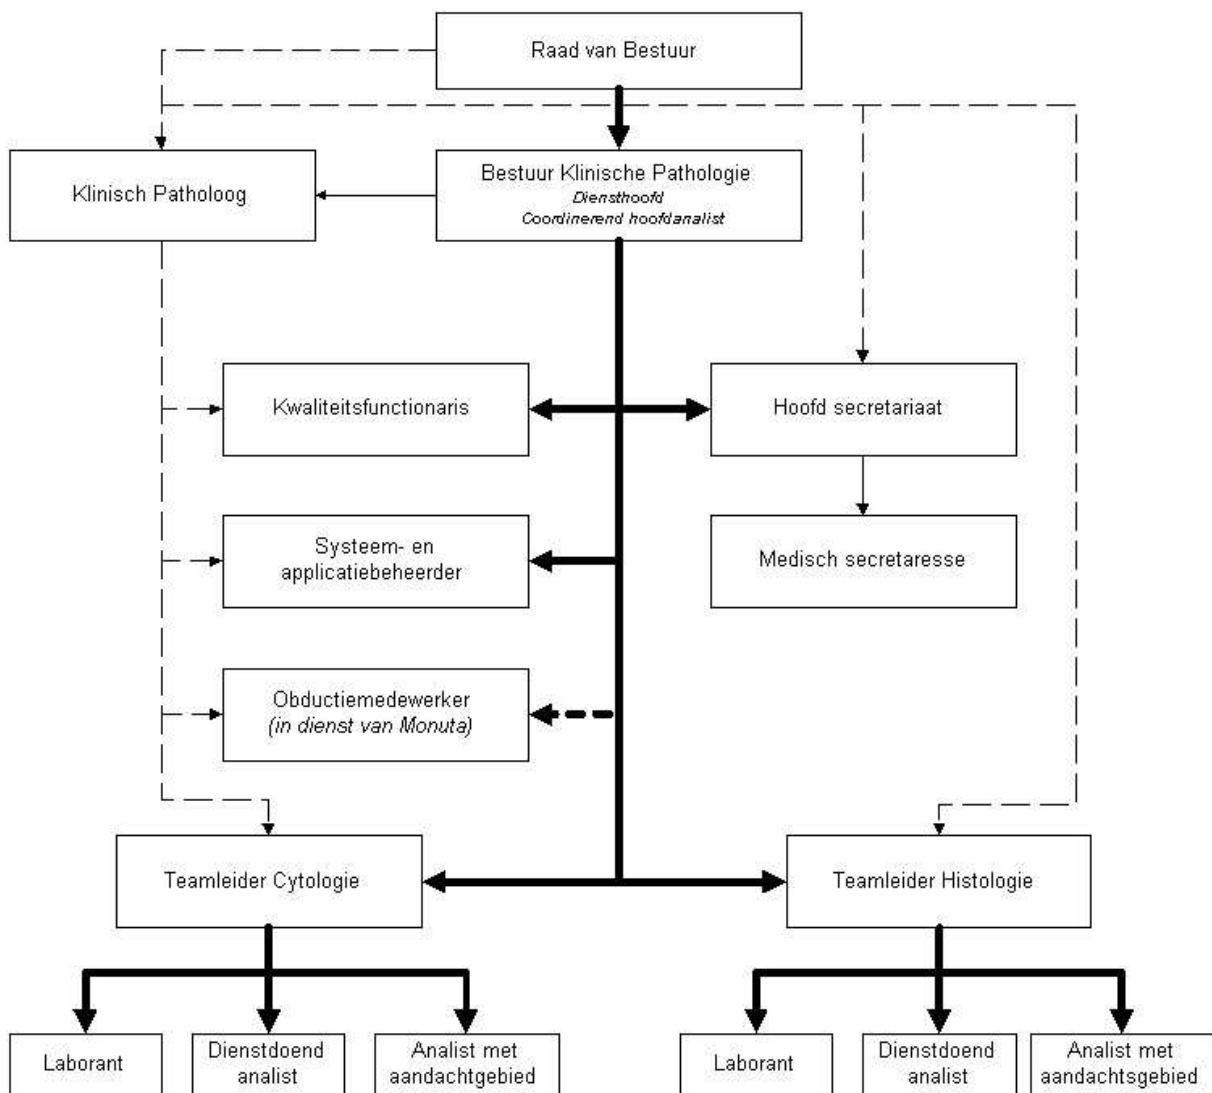 Raad van Bestuur
Klinisch Patholoog
Bestuur Klinische Pathologie
Diensthoofd
Coordinerend hoofdanalist
Kwaliteitsfunctionaris
Hoofd secretariaat
Systeem- en
applicatiebeheerder
Medisch secretaresse
Obductiemedewerker
(in dienst van Monuta)
Teamleider Cytologie
Teamleider Histologie
Laborant
Dienstdoend
analist
Analist met
aandachtgebied
Laborant
Dienstdoend
analist
Analist met
aandachtsgebied